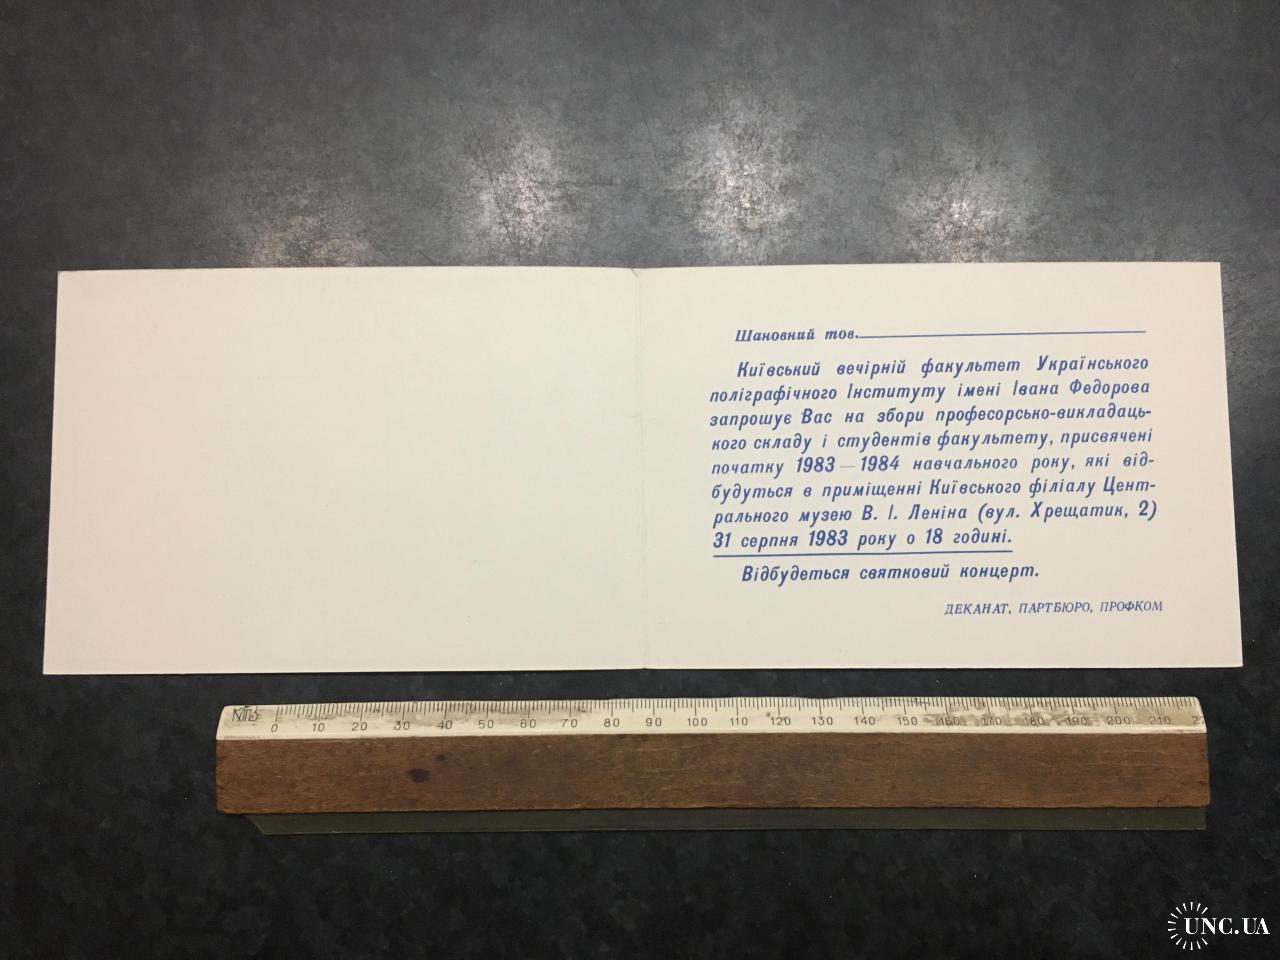 Шановний тов.
Київський вечірній факультет Українського
поліграфічного Інституту імені Івана Федорова
запрошує Вас на збори професорсько-викладаць-
кого складу і студентів факультету, присвячені
початку 1983 — 1984 навчального року, які від-
будуться в приміщенні Київського філіалу Цент-
рального музею В. І. Леніна (вул. Хрещатик, 2)
31 серпня 1983 року о 18 годині.
Відбудеться святковий концерт.
ДЕКАНАТ, ПАРТБЮРО, ПРОФКОМ
0 10 20 30 40 50 60 70 80 90 100 110 120 130 140 150 160 170 180 190 200 210
UNC.UA